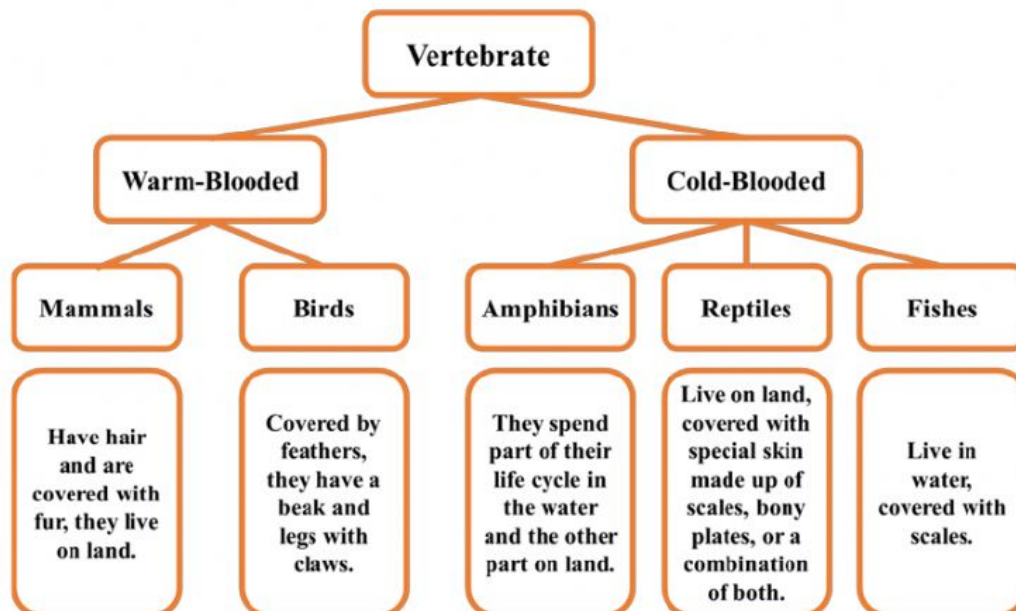 Vertebrate
Warm-Blooded
Cold-Blooded
Mammals
Birds
Amphibians
Reptiles
Fishes
Have hair
and are
covered with
fur, they live
on land.
Covered by
feathers,
they have a
beak and
legs with
claws.
They spend
part of their
life cycle in
the water
and the other
part on land.
Live on land,
covered with
special skin
made up of
scales, bony
plates, or a
combination
of both.
Live in
water,
covered with
scales.